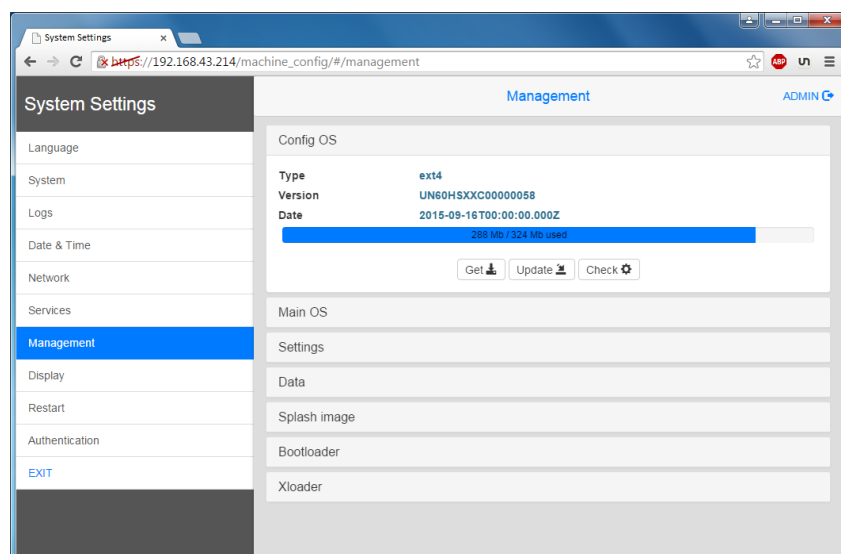 System Settings
https://192.168.43.214/machine_config/#/management
ABP
System Settings
Management
ADMIN
Language
System
Logs
Date & Time
Network
Services
Management
Display
Restart
Authentication
EXIT
Config OS
Type ext4
Version UN60HSXXC00000058
Date 2015-09-16T00:00:00.000Z
288 Mb / 324 Mb used
Get Update Check
Main OS
Settings
Data
Splash image
Bootloader
Xloader